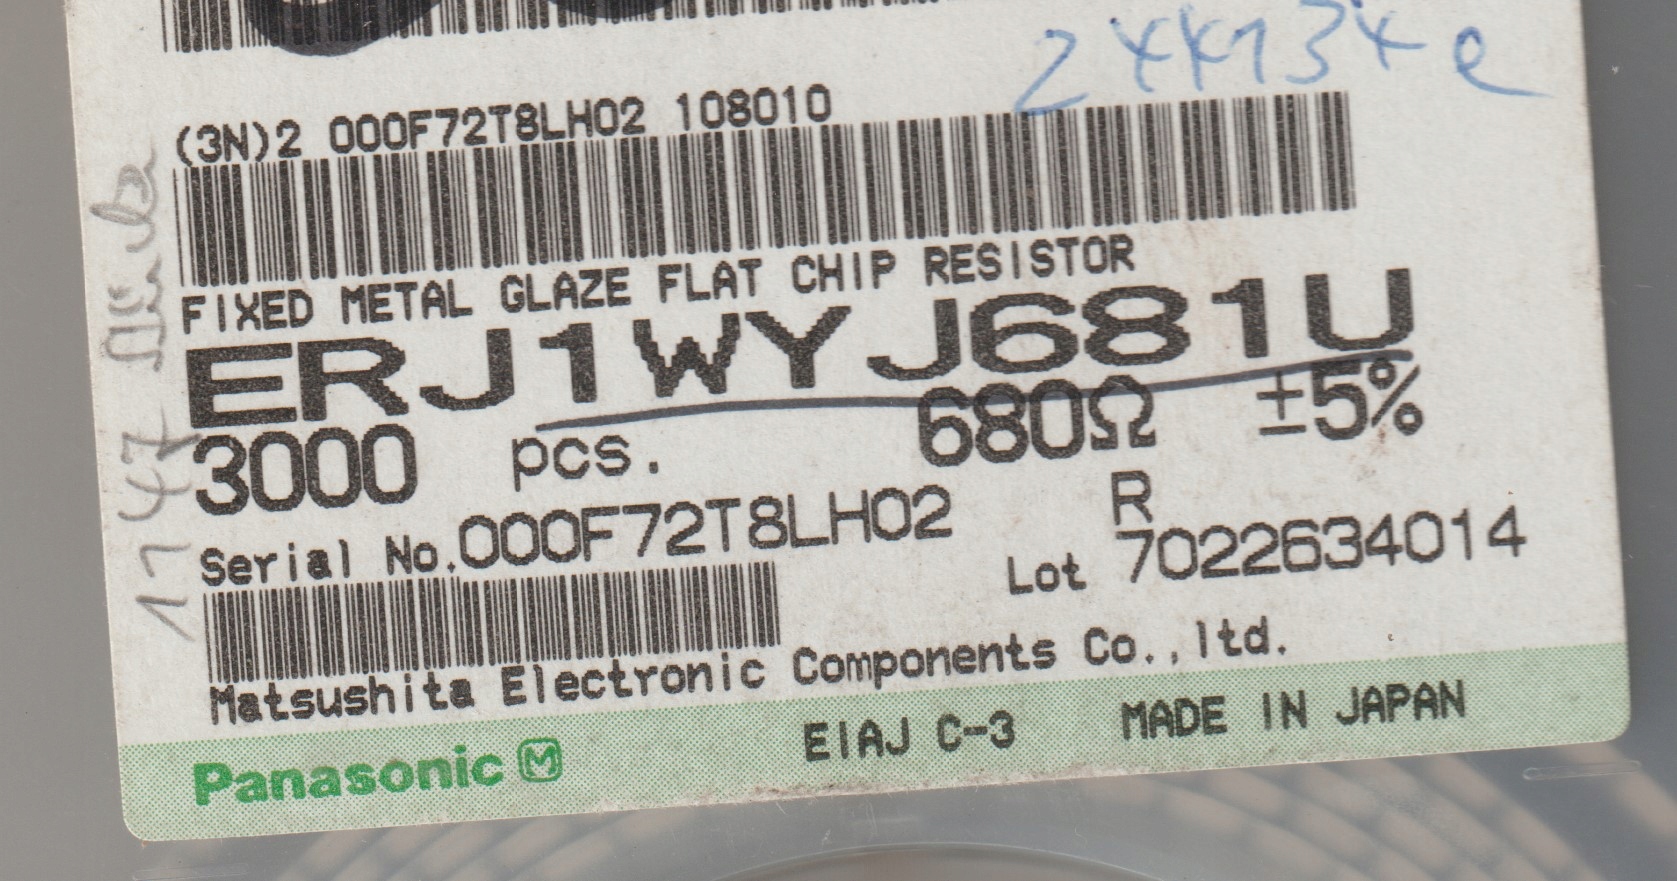 (3N)2 000F72T8LH02 108010
FIXED METAL GLAZE FLAT CHIP RESISTOR
ERJ1WYJ681U
3000 pcs. 680Ω ±5%
R
Serial No.000F72T8LH02
Lot 7022634014
Matsushita Electronic Components Co.,ltd.
Panasonic M
EIAJ C-3 MADE IN JAPAN